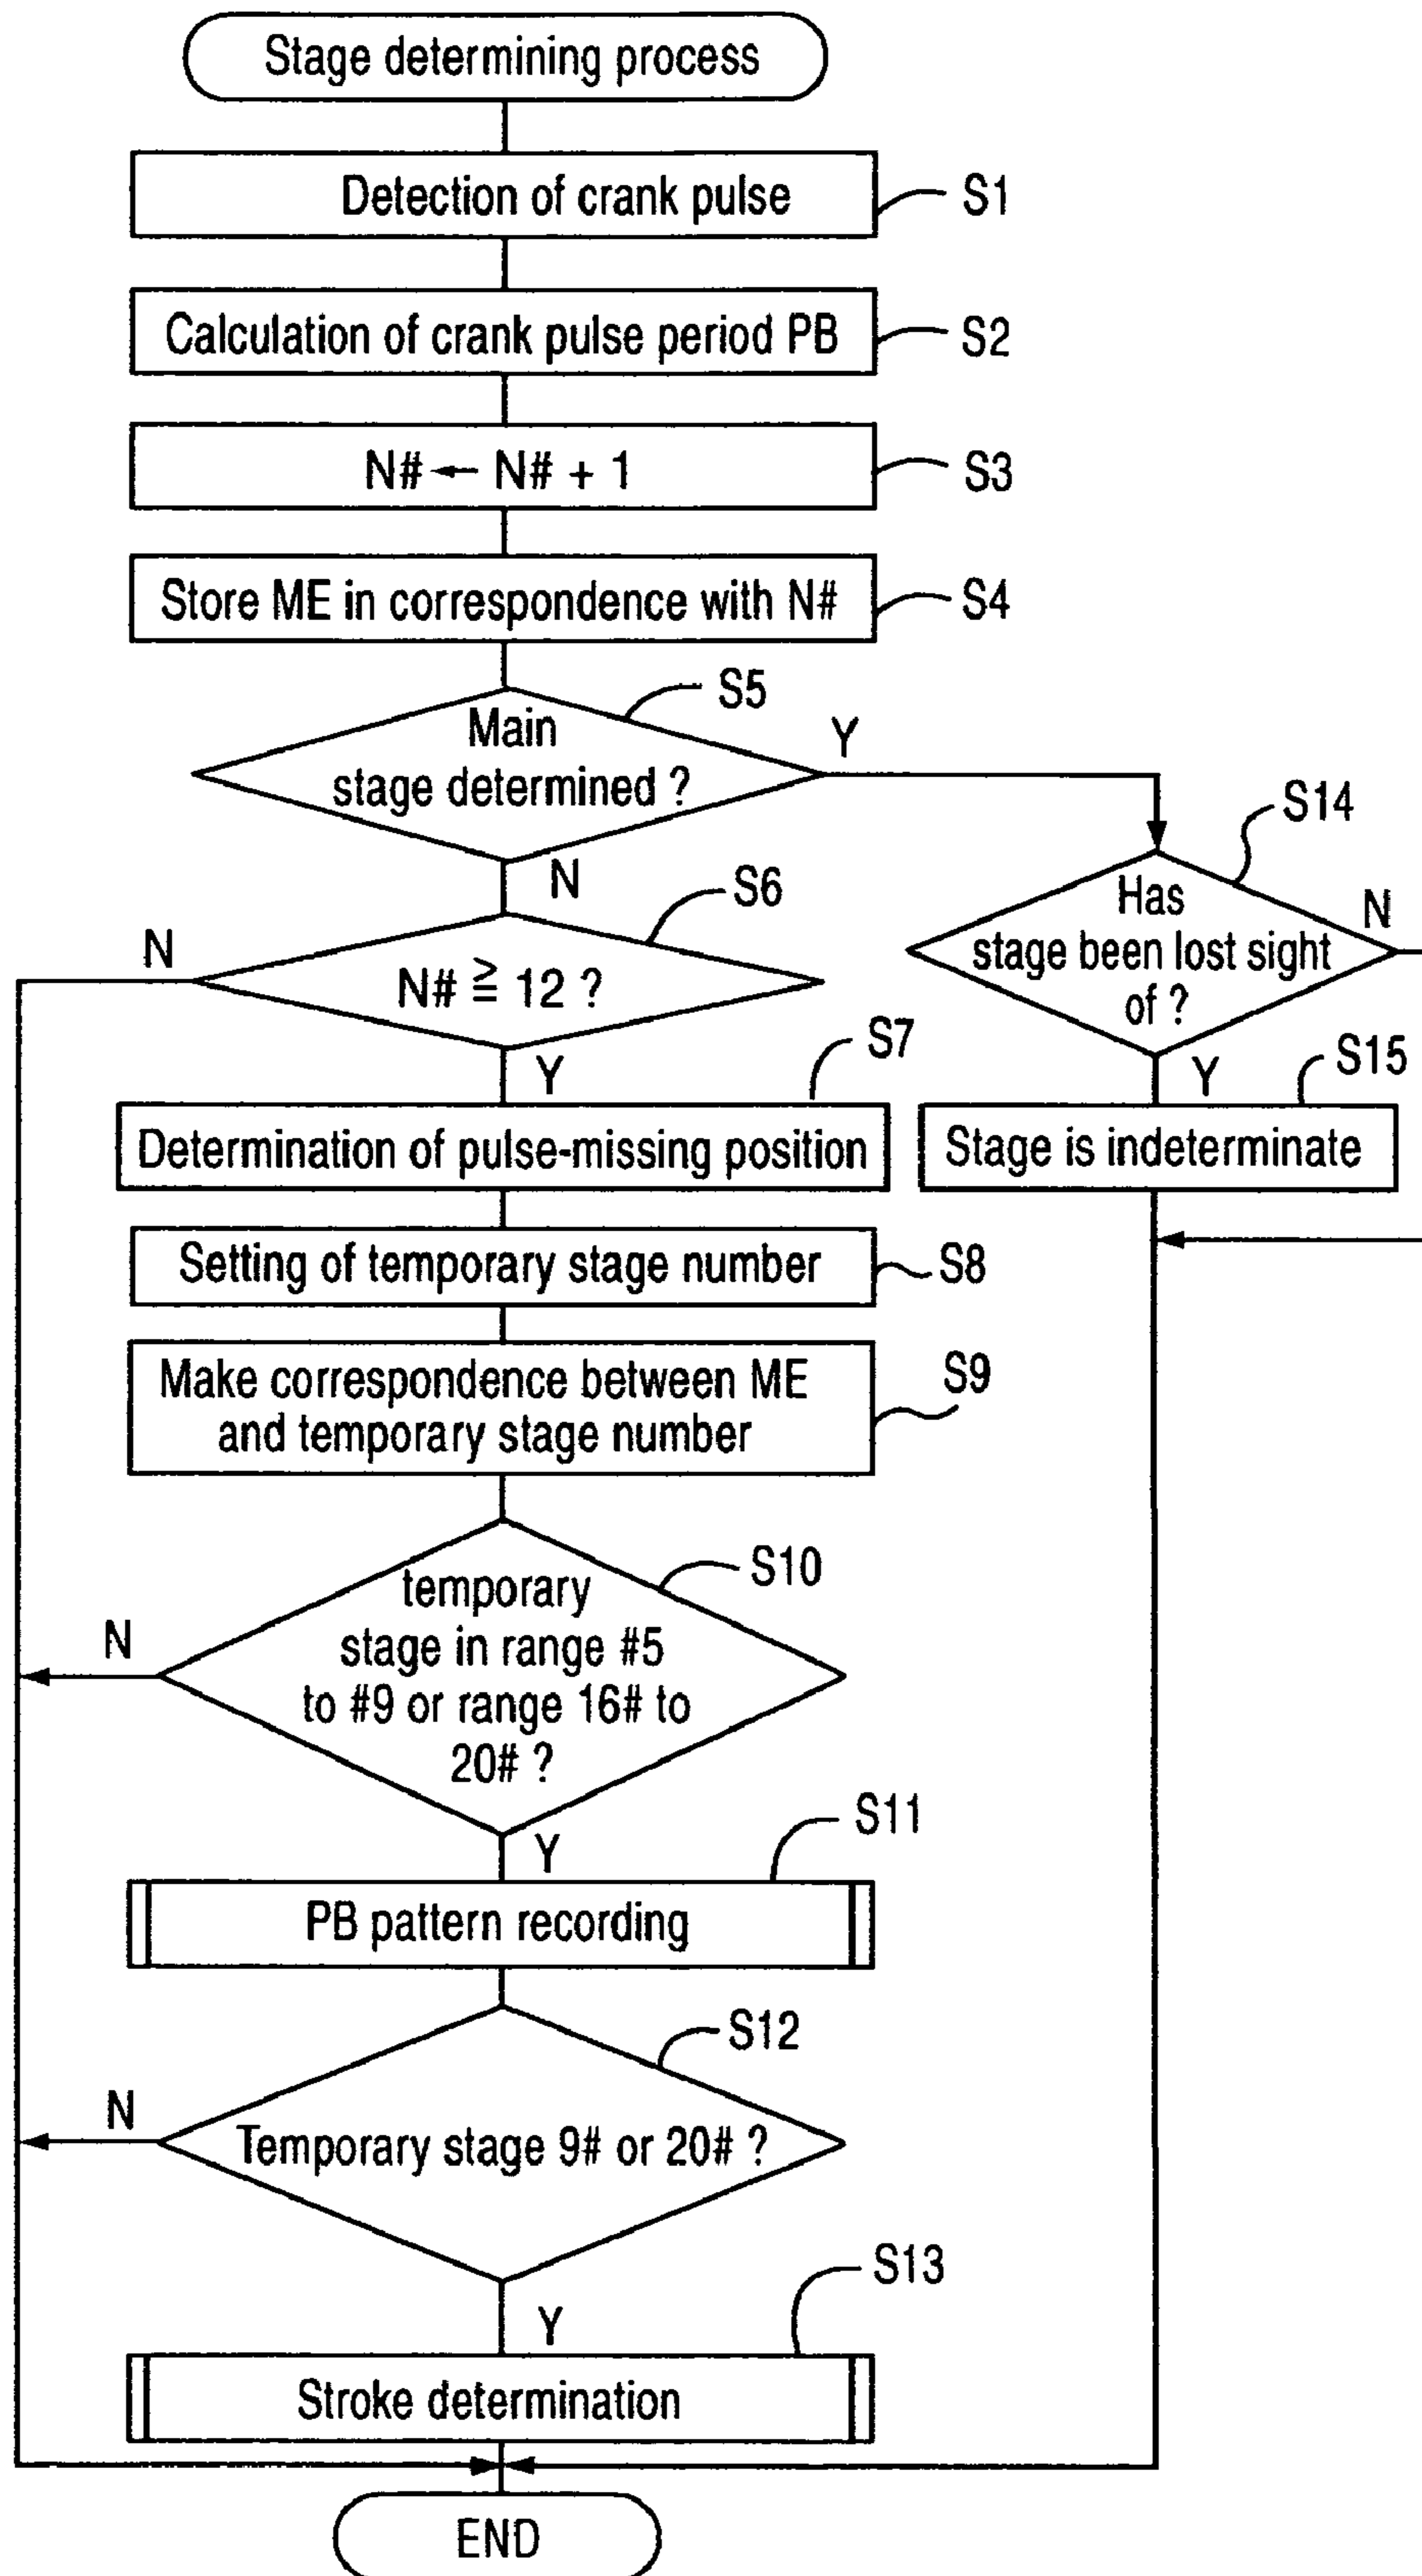 Stage determining process
Detection of crank pulse
S1
Calculation of crank pulse period PB
S2
N# ← N# + 1
S3
Store ME in correspondence with N#
S4
S5
Main
stage determined ?
Y
N
S14
Has
stage been lost sight
of ?
N
Y
S6
N# ≧ 12 ?
N
Y
S15
Stage is indeterminate
S7
Determination of pulse-missing position
Setting of temporary stage number
S8
Make correspondence between ME
and temporary stage number
S9
S10
temporary
stage in range #5
to #9 or range 16# to
20# ?
N
Y
S11
PB pattern recording
S12
Temporary stage 9# or 20# ?
N
Y
S13
Stroke determination
END